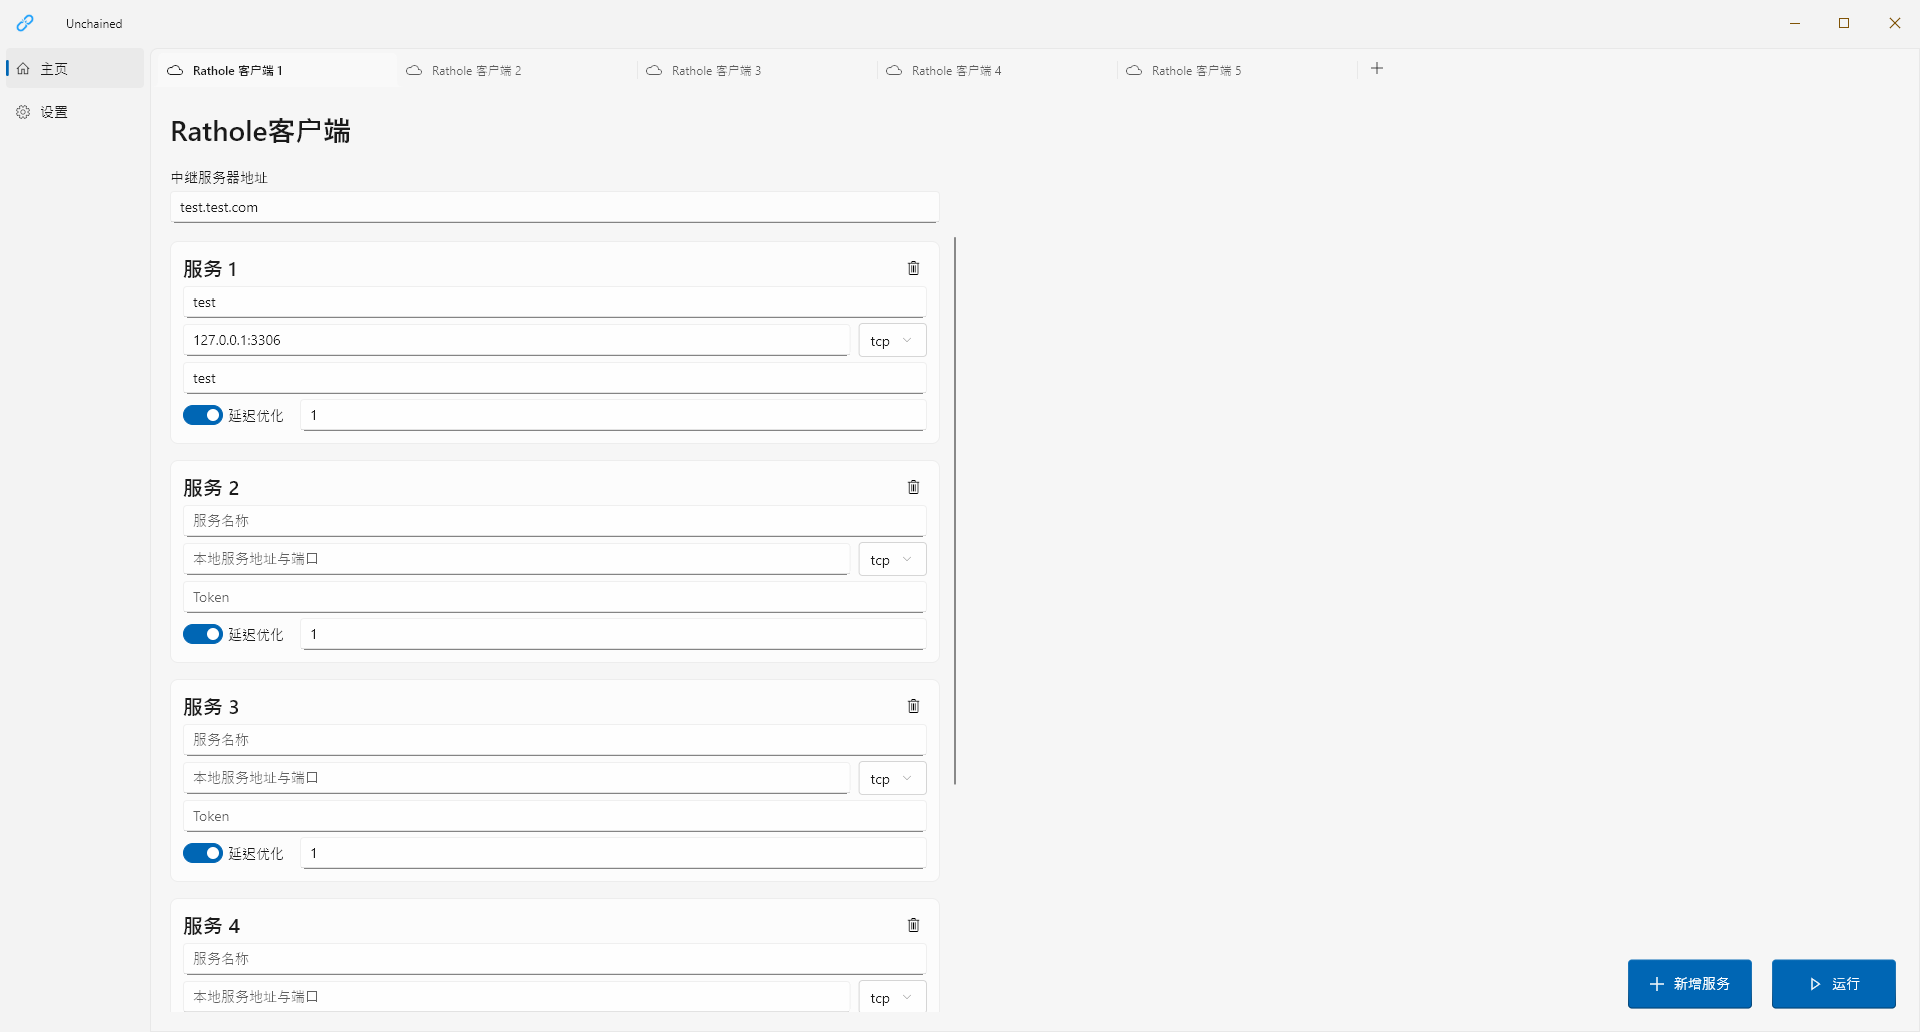 Unchained
主页
设置
Rathole 客户端 1
Rathole 客户端 2
Rathole 客户端 3
Rathole 客户端 4
Rathole 客户端 5
Rathole客户端
中继服务器地址
test.test.com
服务 1
test
127.0.0.1:3306
tcp
test
延迟优化
1
服务 2
服务名称
本地服务地址与端口
tcp
Token
延迟优化
1
服务 3
服务名称
本地服务地址与端口
tcp
Token
延迟优化
1
服务 4
服务名称
本地服务地址与端口
tcp
新增服务
运行